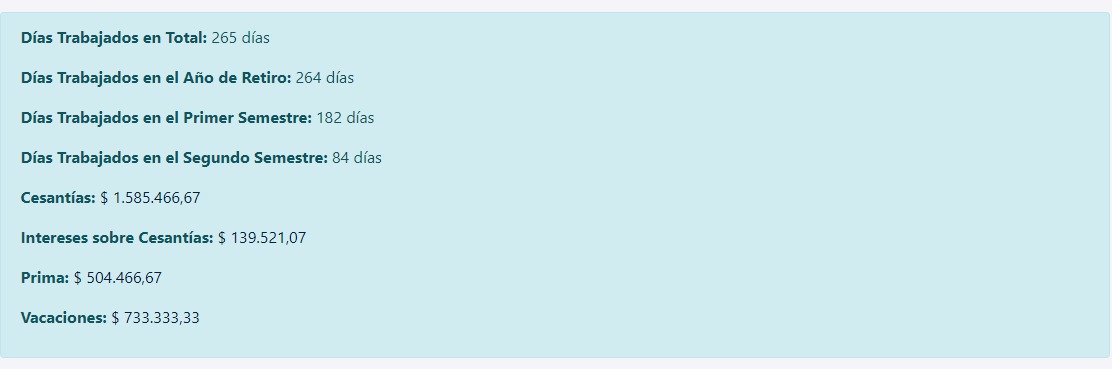 Días Trabajados en Total: 265 días
Días Trabajados en el Año de Retiro: 264 días
Días Trabajados en el Primer Semestre: 182 días
Días Trabajados en el Segundo Semestre: 84 días
Cesantías: $ 1.585.466,67
Intereses sobre Cesantías: $ 139.521,07
Prima: $ 504.466,67
Vacaciones: $ 733.333,33